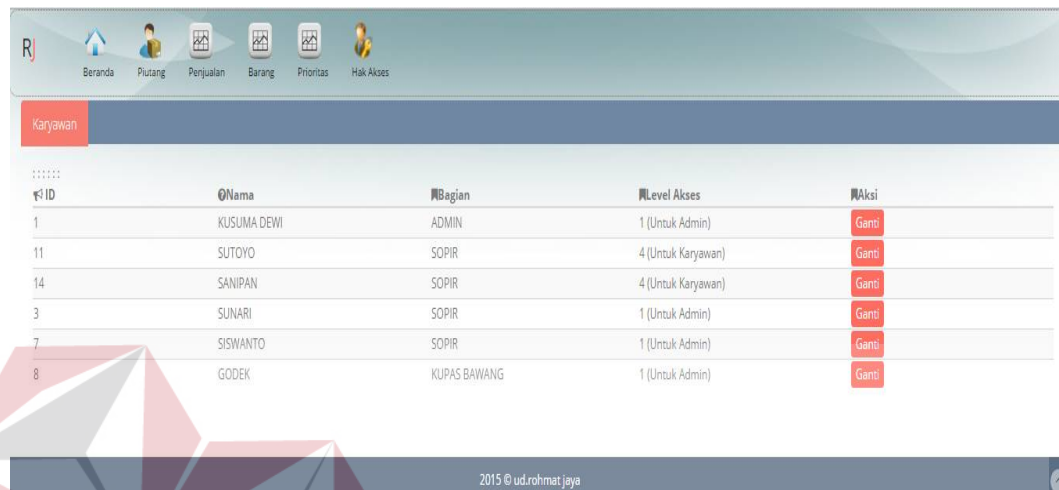 RJ
Beranda Piutang Penjualan Barang Prioritas Hak Akses
Karyawan
::::::
ID Nama Bagian Level Akses Aksi
1 KUSUMA DEWI ADMIN 1 (Untuk Admin) Ganti
11 SUTOYO SOPIR 4 (Untuk Karyawan) Ganti
14 SANIPAN SOPIR 4 (Untuk Karyawan) Ganti
3 SUNARI SOPIR 1 (Untuk Admin) Ganti
7 SISWANTO SOPIR 1 (Untuk Admin) Ganti
8 GODEK KUPAS BAWANG 1 (Untuk Admin) Ganti
2015 © ud.rohmat jaya